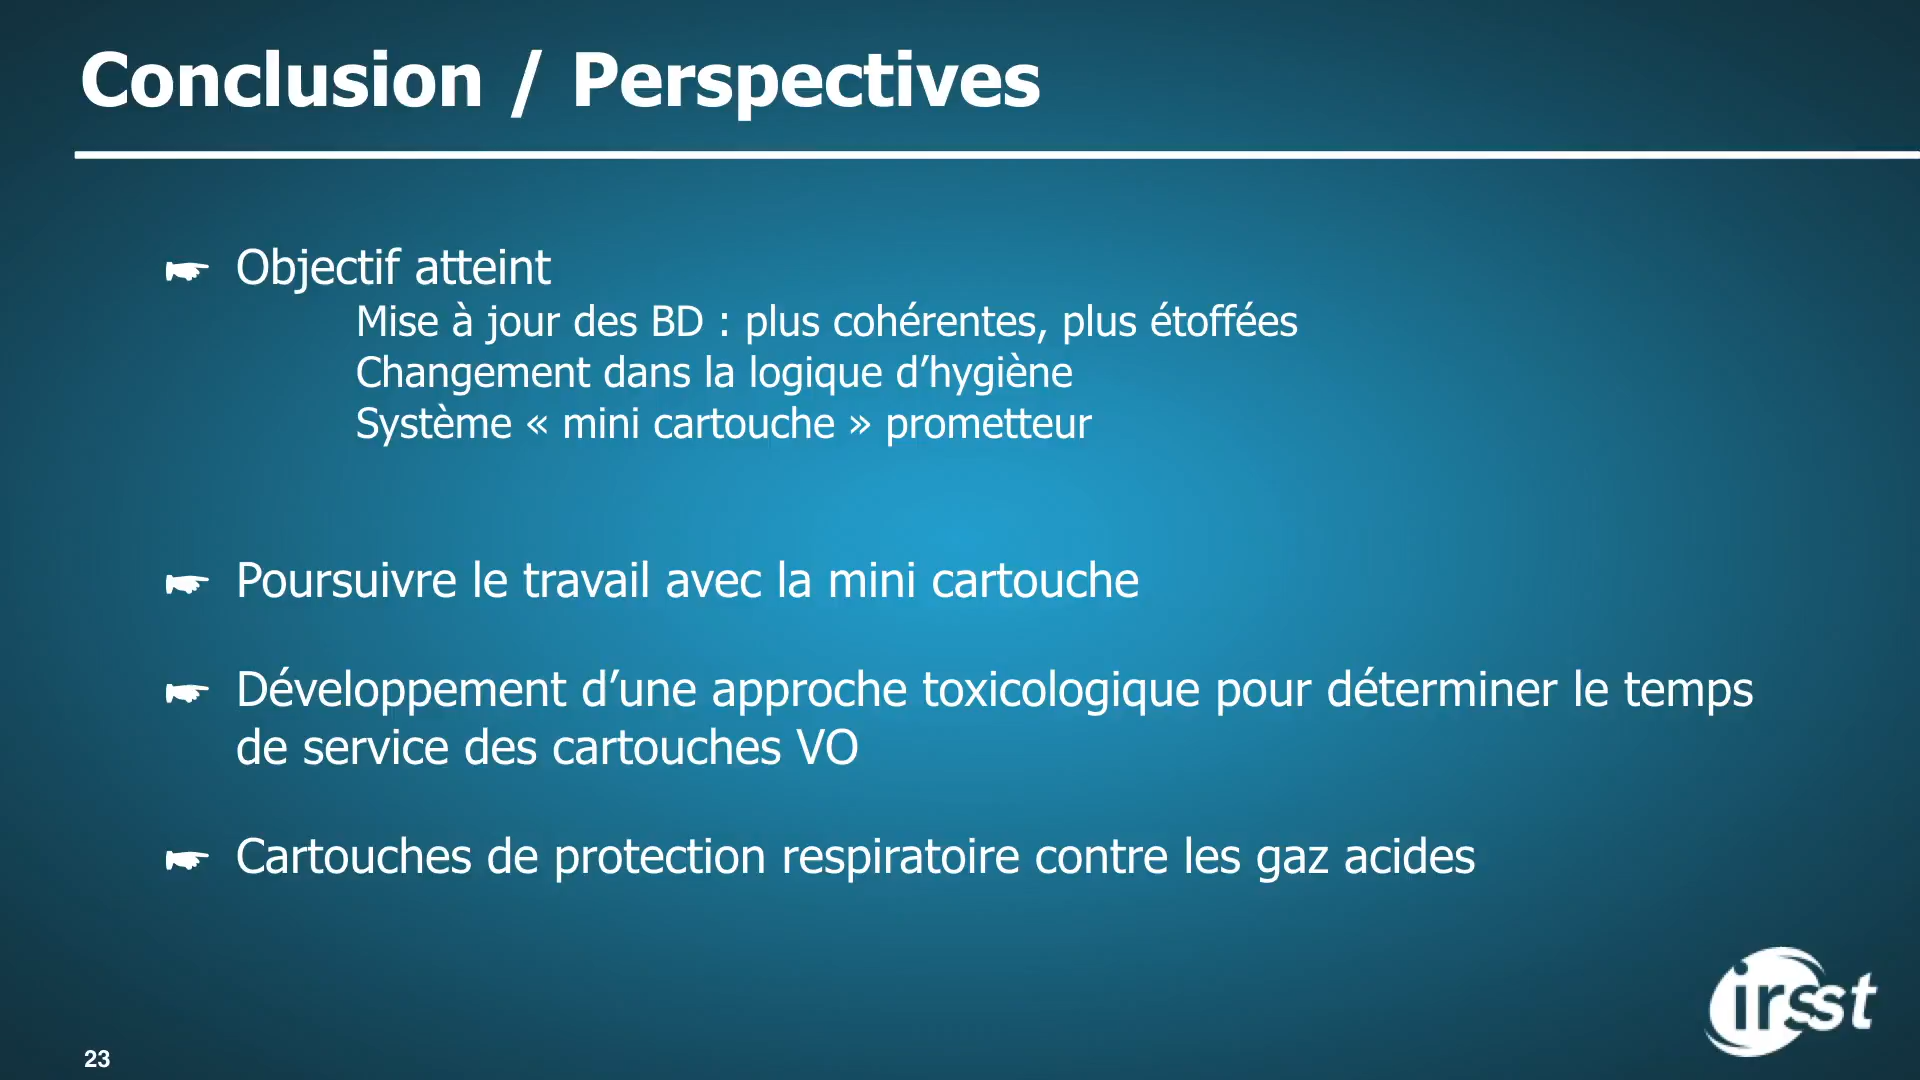 Conclusion / Perspectives
☛ Objectif atteint
Mise à jour des BD : plus cohérentes, plus étoffées
Changement dans la logique d’hygiène
Système « mini cartouche » prometteur
☛ Poursuivre le travail avec la mini cartouche
☛ Développement d’une approche toxicologique pour déterminer le temps
de service des cartouches VO
☛ Cartouches de protection respiratoire contre les gaz acides
irsst
23